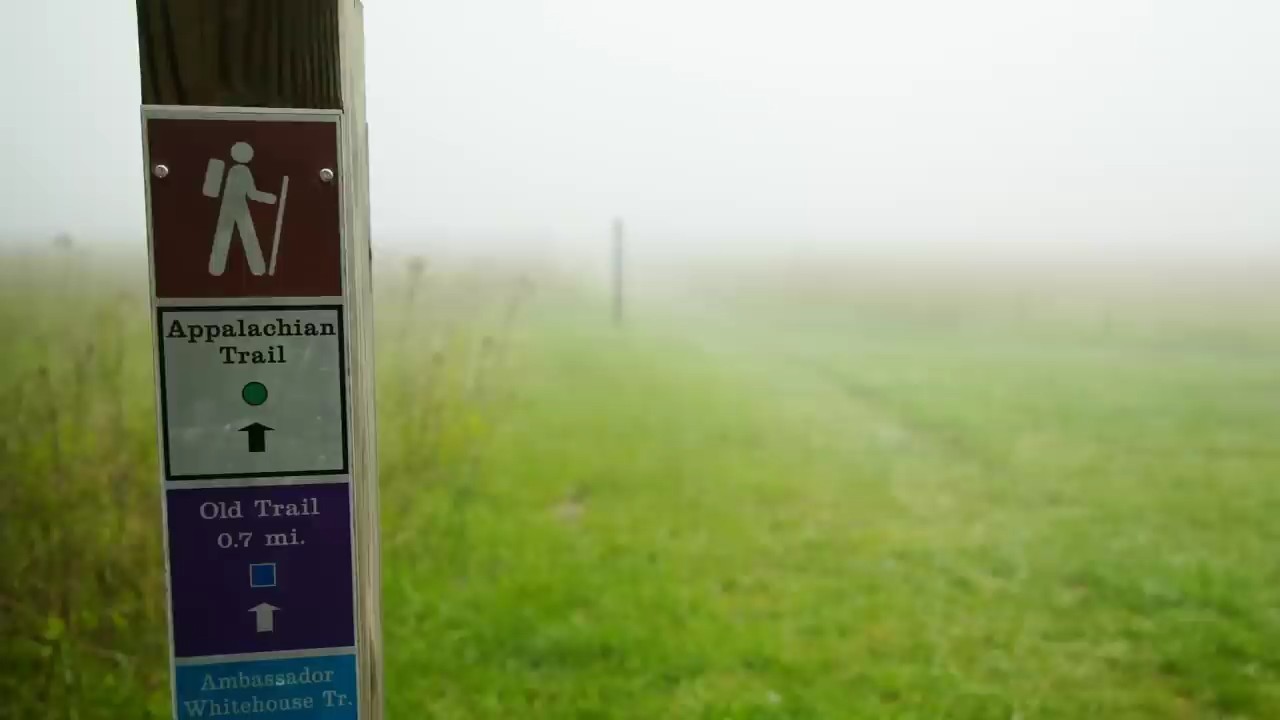 Appalachian
Trail
Old Trail
0.7 mi.
Ambassador
Whitehouse Tr.